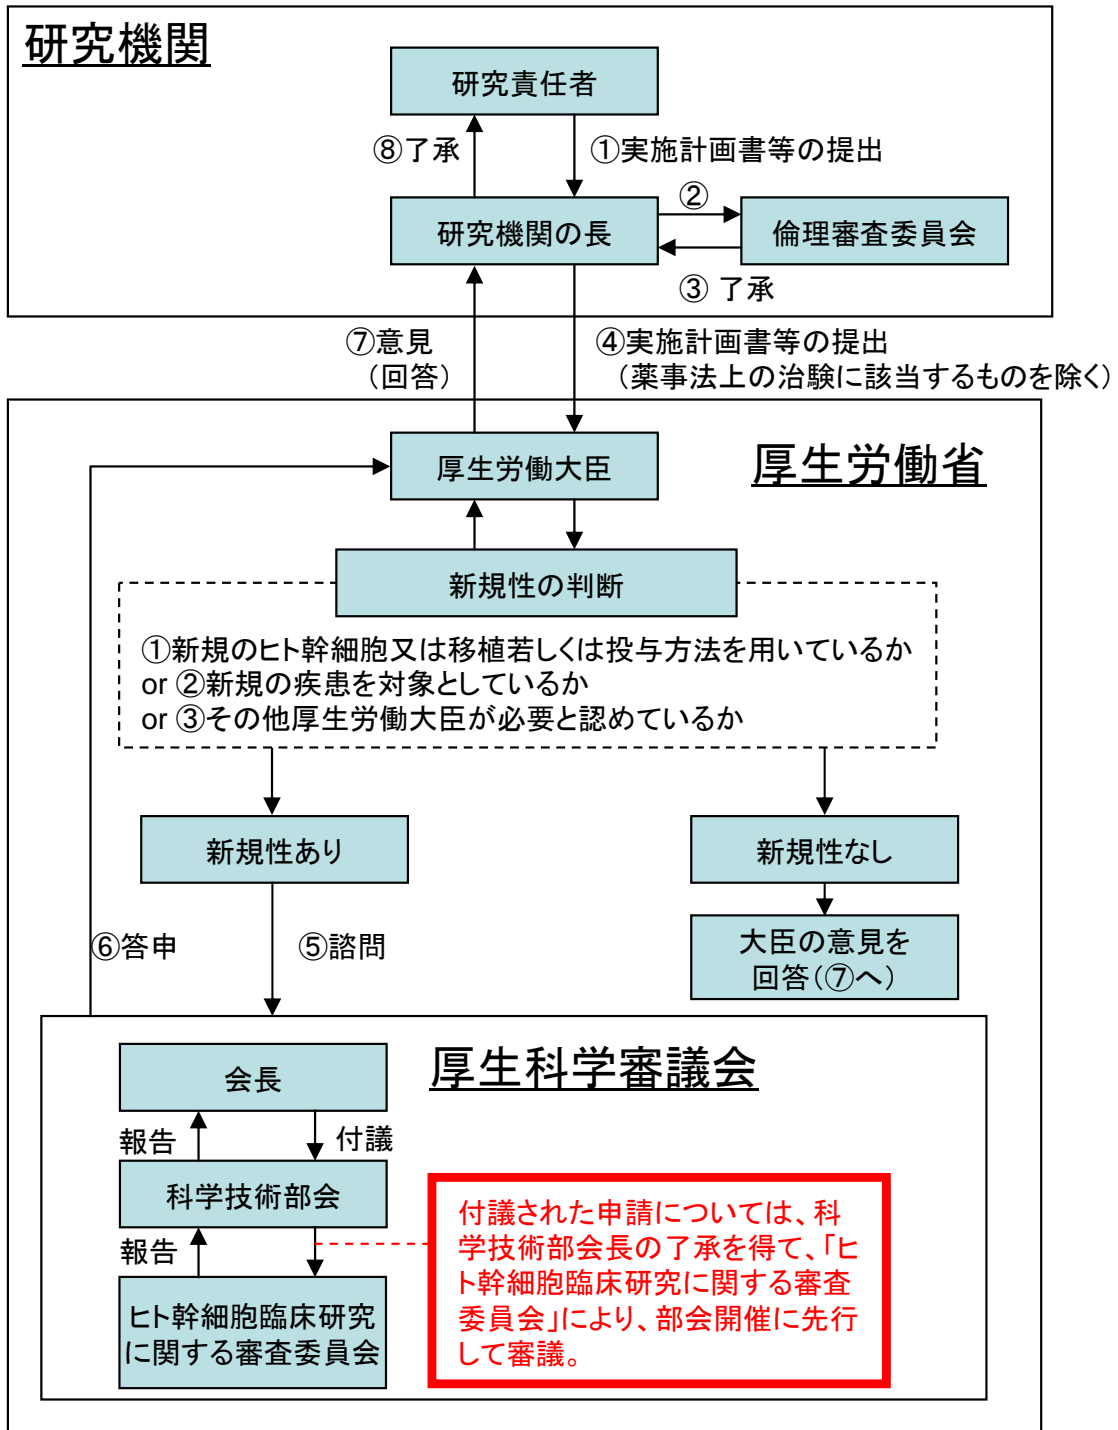 研究機関
研究責任者
⑧了承
①実施計画書等の提出
②
研究機関の長
倫理審査委員会
③ 了承
⑦意見
（回答）
④実施計画書等の提出
（薬事法上の治験に該当するものを除く）
厚生労働省
厚生労働大臣
新規性の判断
①新規のヒト幹細胞又は移植若しくは投与方法を用いているか
or ②新規の疾患を対象としているか
or ③その他厚生労働大臣が必要と認めているか
新規性あり
新規性なし
⑥答申
⑤諮問
大臣の意見を
回答（⑦へ）
厚生科学審議会
会長
報告
付議
科学技術部会
報告
付議された申請については、科
学技術部会長の了承を得て、「ヒ
ト幹細胞臨床研究に関する審査
委員会」により、部会開催に先行
して審議。
ヒト幹細胞臨床研究
に関する審査委員会